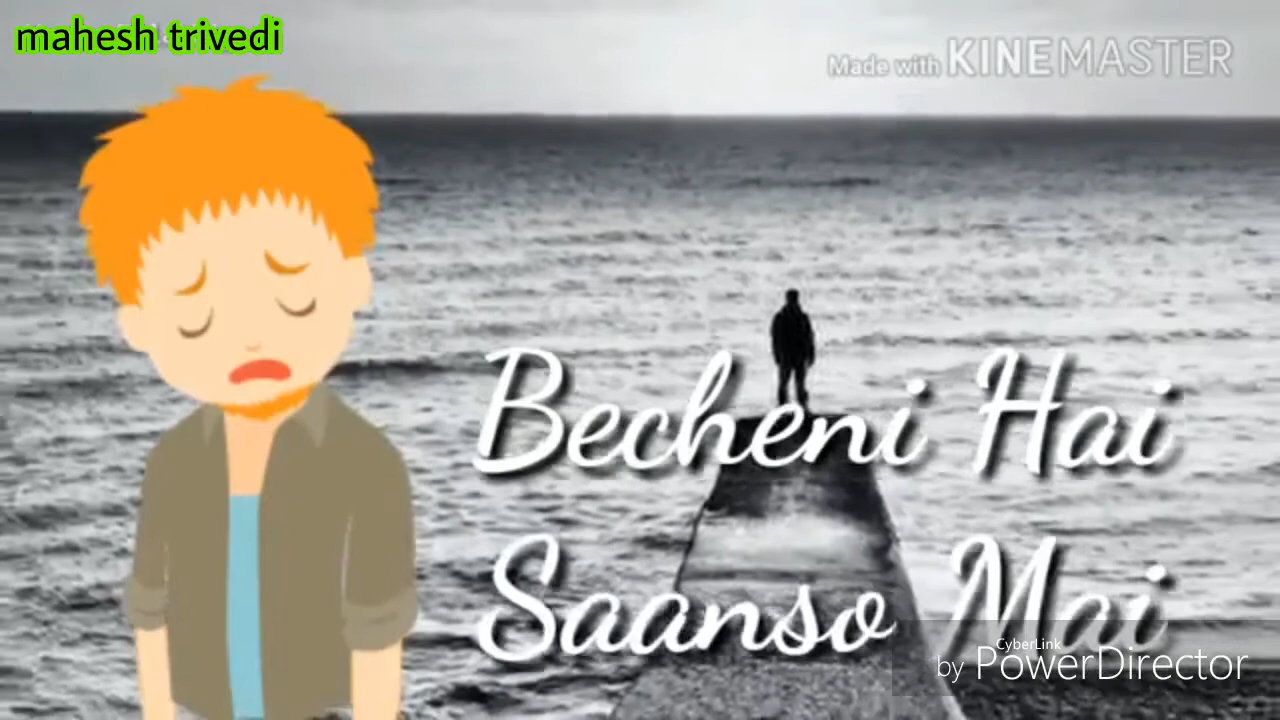 mahesh trivedi
Made with KINEMASTER
Becheni Hai
Saanso Mai
CyberLink
by PowerDirector